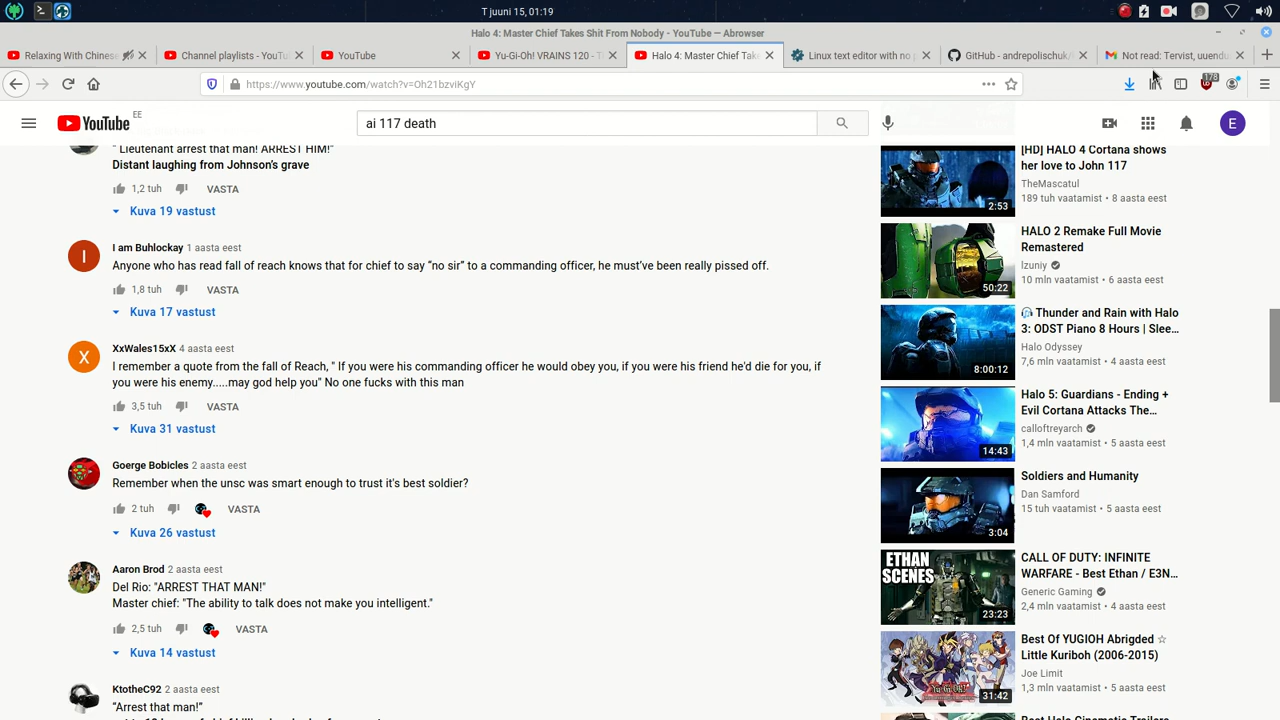 T juuni 15, 01:19
Halo 4: Master Chief Takes Shit From Nobody - YouTube — Abrowser
Relaxing With Chinese
Channel playlists - YouTu
YouTube
Yu-Gi-Oh! VRAINS 120 - T
Halo 4: Master Chief Take
Linux text editor with no p
GitHub - andrepolischuk/
Not read: Tervist, uuendu
https://www.youtube.com/watch?v=Oh21bzviKgY
178
YouTube EE
ai 117 death
E
" Lieutenant arrest that man! ARREST HIM!"
Distant laughing from Johnson's grave
1,2 tuh VASTA
Kuva 19 vastust
I
I am Buhlockay 1 aasta eest
Anyone who has read fall of reach knows that for chief to say “no sir” to a commanding officer, he must’ve been really pissed off.
1,8 tuh VASTA
Kuva 17 vastust
X
XxWales15xX 4 aasta eest
I remember a quote from the fall of Reach, " If you were his commanding officer he would obey you, if you were his friend he'd die for you, if
you were his enemy.....may god help you" No one fucks with this man
3,5 tuh VASTA
Kuva 31 vastust
Goerge Bobicles 2 aasta eest
Remember when the unsc was smart enough to trust it's best soldier?
2 tuh VASTA
Kuva 26 vastust
Aaron Brod 2 aasta eest
Del Rio: "ARREST THAT MAN!"
Master chief: "The ability to talk does not make you intelligent."
2,5 tuh VASTA
Kuva 14 vastust
KtotheC92 2 aasta eest
“Arrest that man!”
[HD] HALO 4 Cortana shows
her love to John 117
TheMascatul
189 tuh vaatamist • 8 aasta eest
2:53
HALO 2 Remake Full Movie
Remastered
Izuniy
10 mln vaatamist • 6 aasta eest
50:22
🎧 Thunder and Rain with Halo
3: ODST Piano 8 Hours | Slee...
Halo Odyssey
7,6 mln vaatamist • 4 aasta eest
8:00:12
Halo 5: Guardians - Ending +
Evil Cortana Attacks The...
calloftreyarch
1,4 mln vaatamist • 5 aasta eest
14:43
Soldiers and Humanity
Dan Samford
15 tuh vaatamist • 5 aasta eest
3:04
CALL OF DUTY: INFINITE
WARFARE - Best Ethan / E3N...
Generic Gaming
2,4 mln vaatamist • 4 aasta eest
ETHAN
SCENES
23:23
Best Of YUGIOH Abrigded ☆
Little Kuriboh (2006-2015)
Joe Limit
1,3 mln vaatamist • 5 aasta eest
31:42